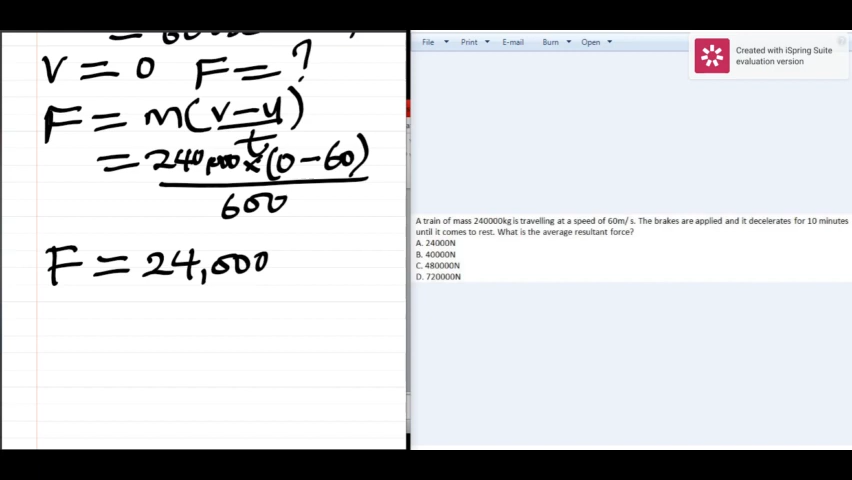 V = 0 F = ?
F = m(v-u)
t
= 240,000 x (0-60)
600
F = 24,000
File Print E-mail Burn Open
Created with iSpring Suite
evaluation version
A train of mass 240000kg is travelling at a speed of 60m/s. The brakes are applied and it decelerates for 10 minutes
until it comes to rest. What is the average resultant force?
A. 24000N
B. 40000N
C. 480000N
D. 720000N